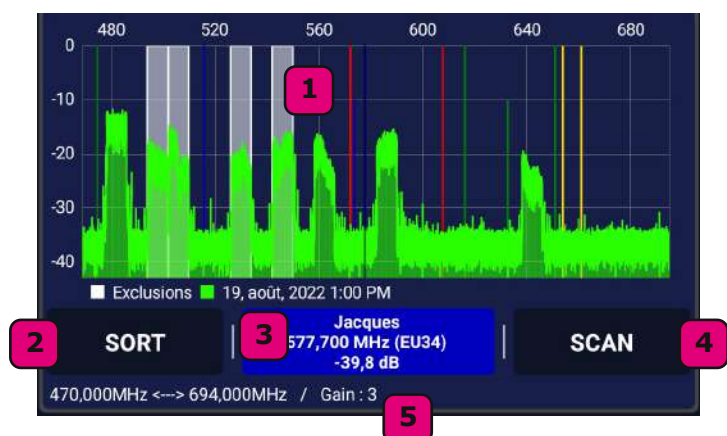 480 520 560 600 640 680
0
-10
-20
-30
-40
1
Exclusions 19, août, 2022 1:00 PM
2 SORT 3 Jacques SCAN 4
577,700 MHz (EU34)
-39,8 dB
470,000MHz <---> 694,000MHz / Gain : 3
5